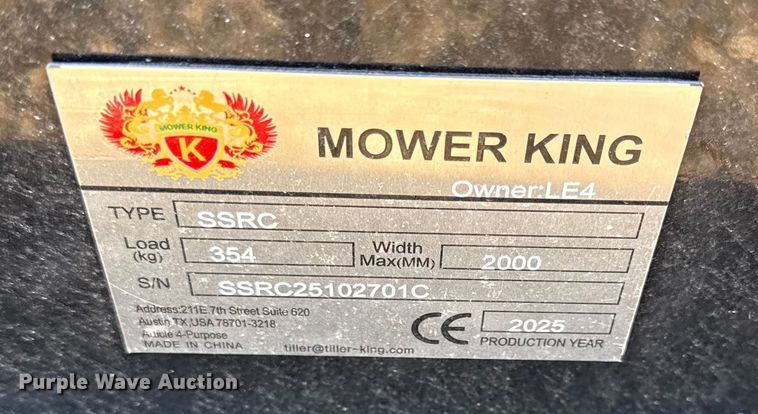 MOWER KING
K
MOWER KING
Owner:LE4
TYPE SSRC
Load (kg) 354 Width Max(MM) 2000
S/N SSRC25102701C
Address:211E 7th Street Suite 620
Austin TX,USA 78701-3218
4-Purpose
MADE IN CHINA
tiller@tiller-king.com
CE
2025
PRODUCTION YEAR
Purple Wave Auction